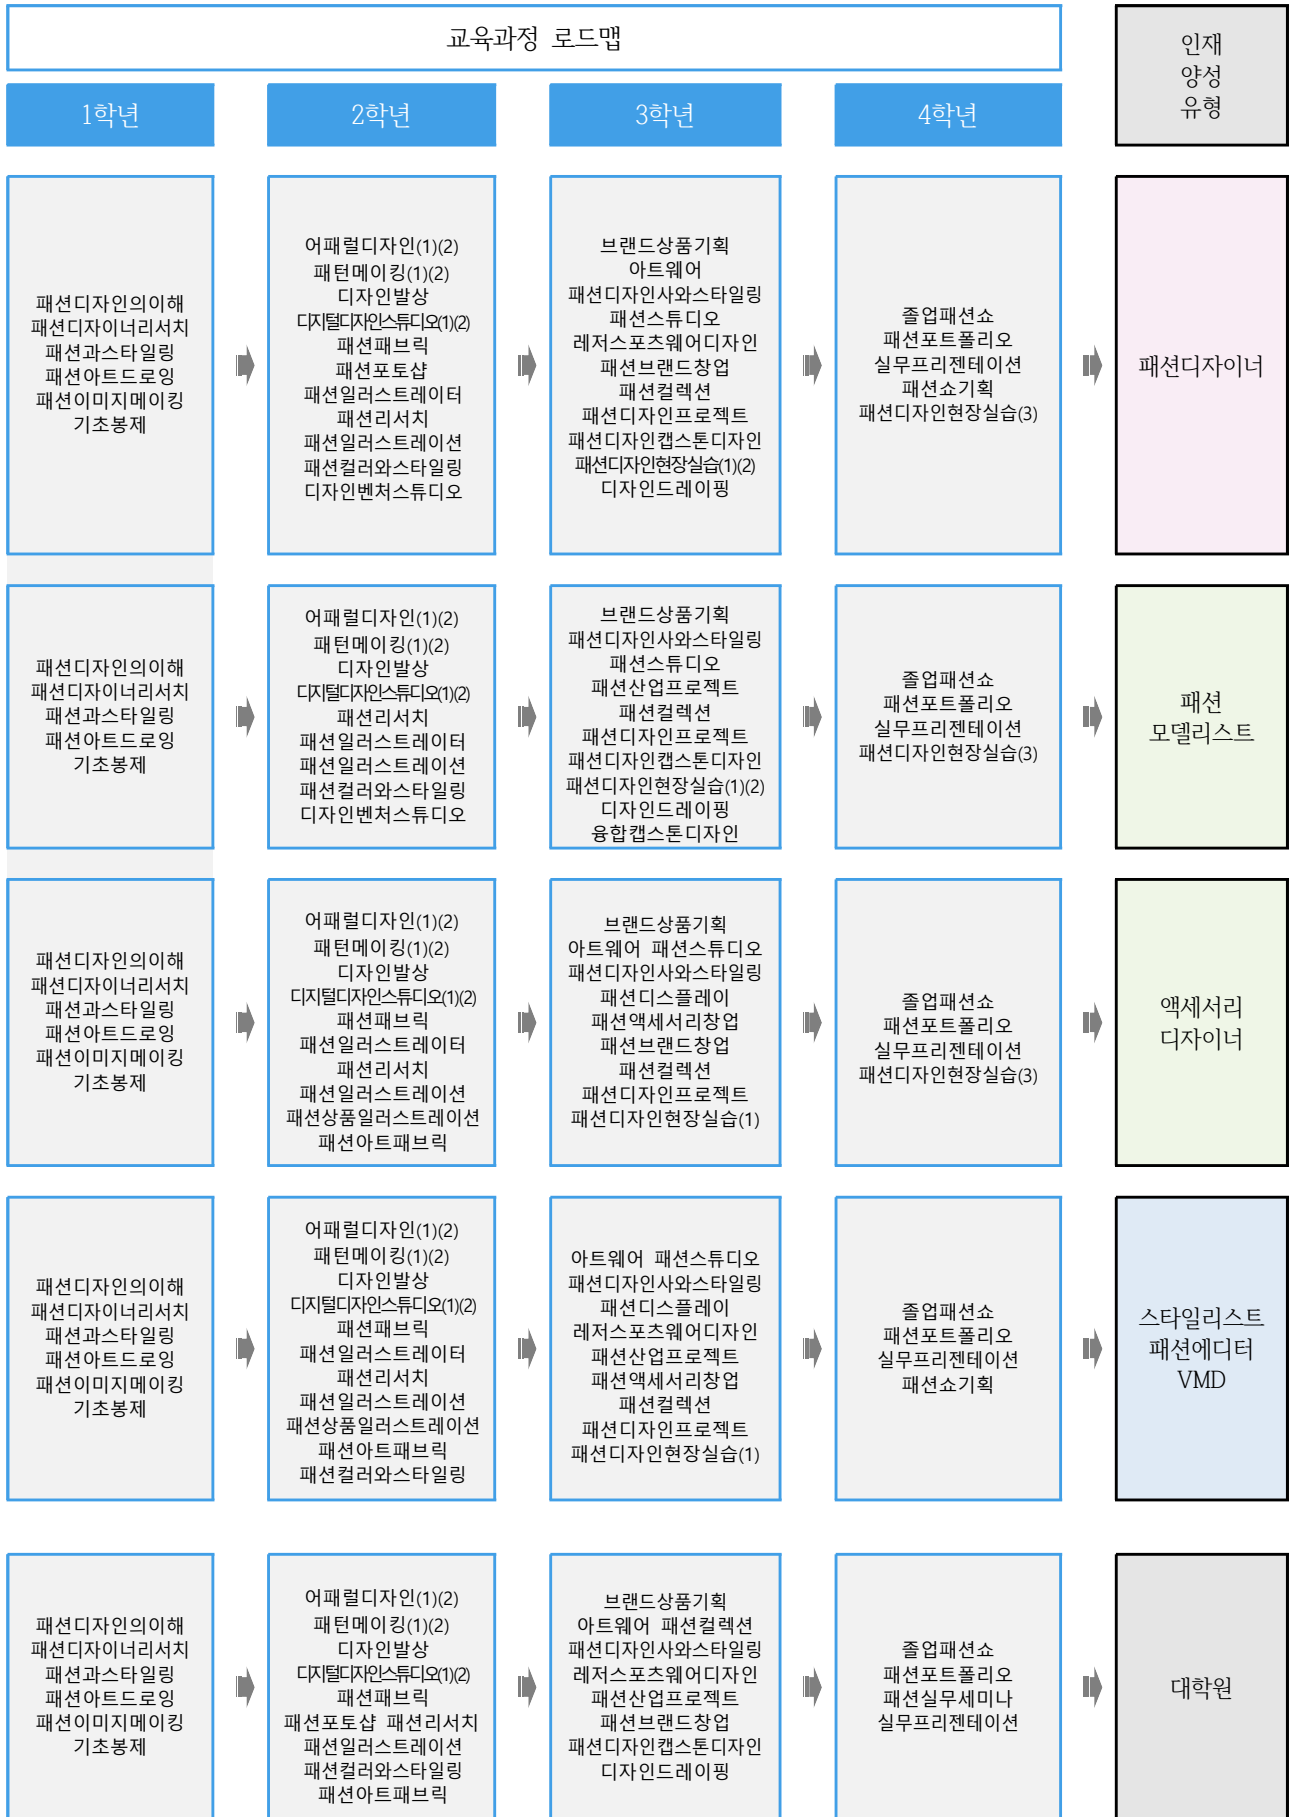 교육과정 로드맵
인재
양성
유형
1학년
2학년
3학년
4학년
패션디자인의이해
패션디자이너리서치
패션과스타일링
패션아트드로잉
패션이미지메이킹
기초봉제
어패럴디자인(1)(2)
패턴메이킹(1)(2)
디자인발상
디지털디자인스튜디오(1)(2)
패션패브릭
패션포토샵
패션일러스트레이터
패션리서치
패션일러스트레이션
패션컬러와스타일링
디자인벤처스튜디오
브랜드상품기획
아트웨어
패션디자인사와스타일링
패션스튜디오
레저스포츠웨어디자인
패션브랜드창업
패션컬렉션
패션디자인프로젝트
패션디자인캡스톤디자인
패션디자인현장실습(1)(2)
디자인드레이핑
졸업패션쇼
패션포트폴리오
실무프리젠테이션
패션쇼기획
패션디자인현장실습(3)
패션디자이너
패션디자인의이해
패션디자이너리서치
패션과스타일링
패션아트드로잉
기초봉제
어패럴디자인(1)(2)
패턴메이킹(1)(2)
디자인발상
디지털디자인스튜디오(1)(2)
패션리서치
패션일러스트레이터
패션일러스트레이션
패션컬러와스타일링
디자인벤처스튜디오
브랜드상품기획
패션디자인사와스타일링
패션스튜디오
패션산업프로젝트
패션컬렉션
패션디자인프로젝트
패션디자인캡스톤디자인
패션디자인현장실습(1)(2)
디자인드레이핑
융합캡스톤디자인
졸업패션쇼
패션포트폴리오
실무프리젠테이션
패션디자인현장실습(3)
패션
모델리스트
패션디자인의이해
패션디자이너리서치
패션과스타일링
패션아트드로잉
패션이미지메이킹
기초봉제
어패럴디자인(1)(2)
패턴메이킹(1)(2)
디자인발상
디지털디자인스튜디오(1)(2)
패션패브릭
패션일러스트레이터
패션리서치
패션일러스트레이션
패션상품일러스트레이션
패션아트패브릭
브랜드상품기획
아트웨어 패션스튜디오
패션디자인사와스타일링
패션디스플레이
패션액세서리창업
패션브랜드창업
패션컬렉션
패션디자인프로젝트
패션디자인현장실습(1)
졸업패션쇼
패션포트폴리오
실무프리젠테이션
패션디자인현장실습(3)
액세서리
디자이너
패션디자인의이해
패션디자이너리서치
패션과스타일링
패션아트드로잉
패션이미지메이킹
기초봉제
어패럴디자인(1)(2)
패턴메이킹(1)(2)
디자인발상
디지털디자인스튜디오(1)(2)
패션패브릭
패션일러스트레이터
패션리서치
패션일러스트레이션
패션상품일러스트레이션
패션아트패브릭
패션컬러와스타일링
아트웨어 패션스튜디오
패션디자인사와스타일링
패션디스플레이
레저스포츠웨어디자인
패션산업프로젝트
패션액세서리창업
패션컬렉션
패션디자인프로젝트
패션디자인현장실습(1)
졸업패션쇼
패션포트폴리오
실무프리젠테이션
패션쇼기획
스타일리스트
패션에디터
VMD
패션디자인의이해
패션디자이너리서치
패션과스타일링
패션아트드로잉
패션이미지메이킹
기초봉제
어패럴디자인(1)(2)
패턴메이킹(1)(2)
디자인발상
디지털디자인스튜디오(1)(2)
패션패브릭
패션포토샵 패션리서치
패션일러스트레이션
패션컬러와스타일링
패션아트패브릭
브랜드상품기획
아트웨어 패션컬렉션
패션디자인사와스타일링
레저스포츠웨어디자인
패션산업프로젝트
패션브랜드창업
패션디자인캡스톤디자인
디자인드레이핑
졸업패션쇼
패션포트폴리오
패션실무세미나
실무프리젠테이션
대학원